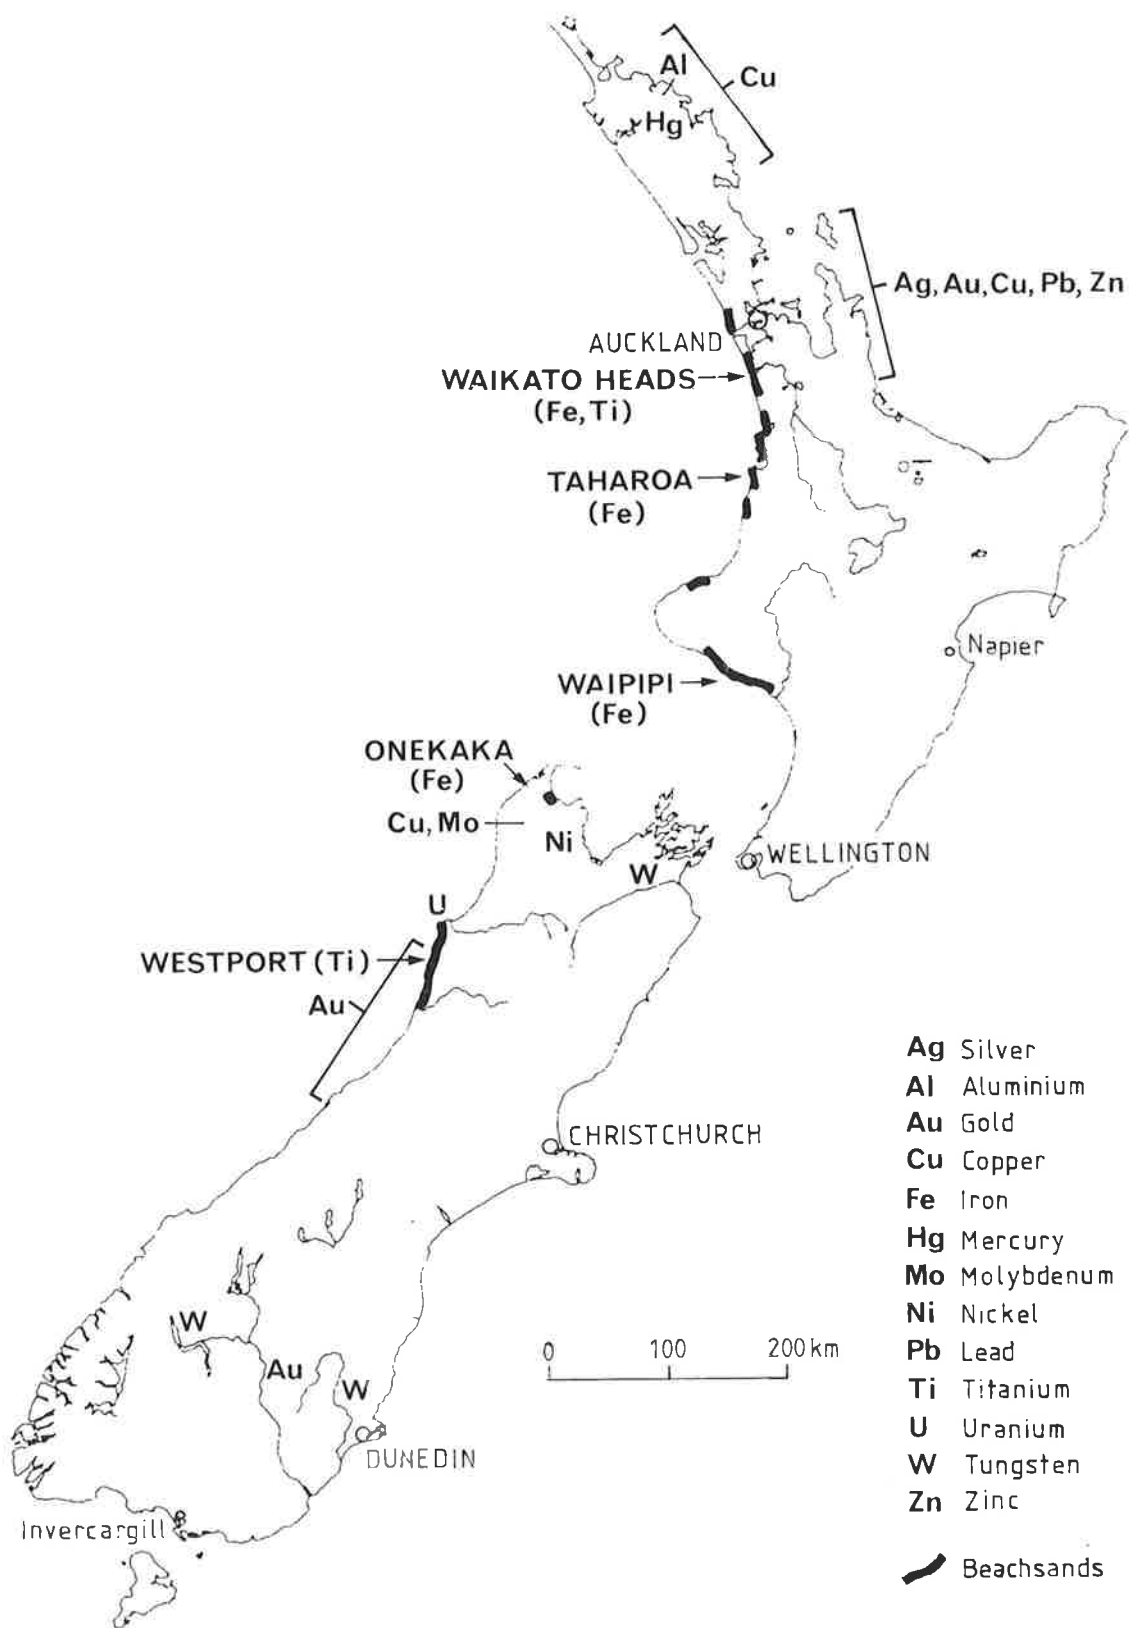 Al
Cu
Hg
Ag, Au, Cu, Pb, Zn
AUCKLAND
WAIKATO HEADS
(Fe, Ti)
TAHAROA
(Fe)
Napier
WAIPIPI
(Fe)
ONEKAKA
(Fe)
Cu, Mo
Ni
WELLINGTON
W
U
WESTPORT (Ti)
Au
CHRISTCHURCH
W
Au
W
DUNEDIN
Invercargill
0 100 200 km
Ag Silver
Al Aluminium
Au Gold
Cu Copper
Fe Iron
Hg Mercury
Mo Molybdenum
Ni Nickel
Pb Lead
Ti Titanium
U Uranium
W Tungsten
Zn Zinc
Beachsands